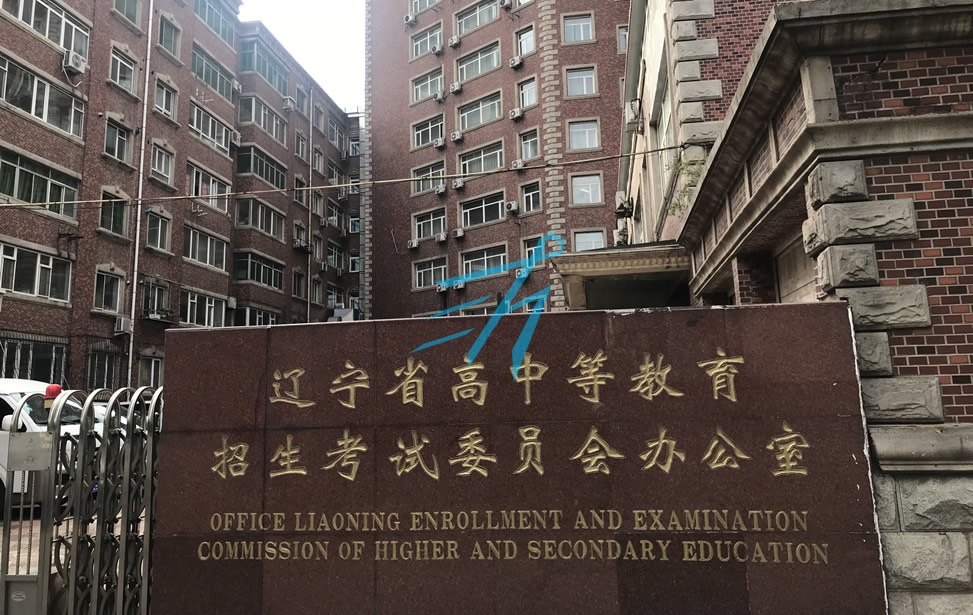 辽宁省高中等教育
招生考试委员会办公室
OFFICE LIAONING ENROLLMENT AND EXAMINATION
COMMISSION OF HIGHER AND SECONDARY EDUCATION